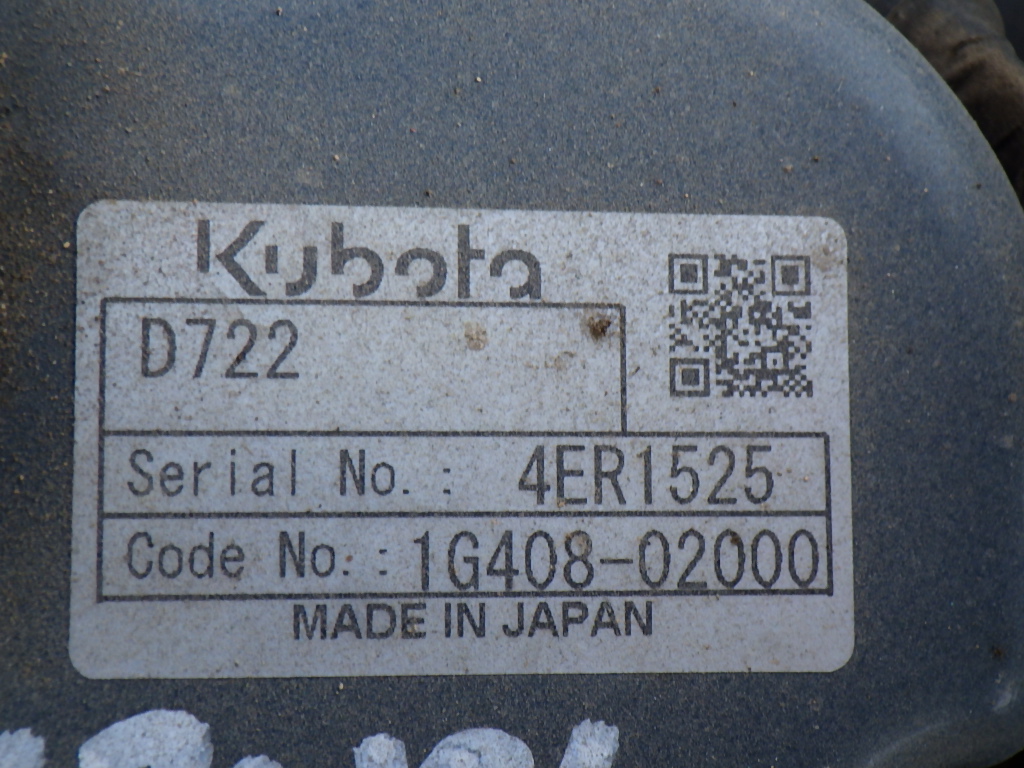 Kubota
D722
Serial No. : 4ER1525
Code No. : 1G408-02000
MADE IN JAPAN